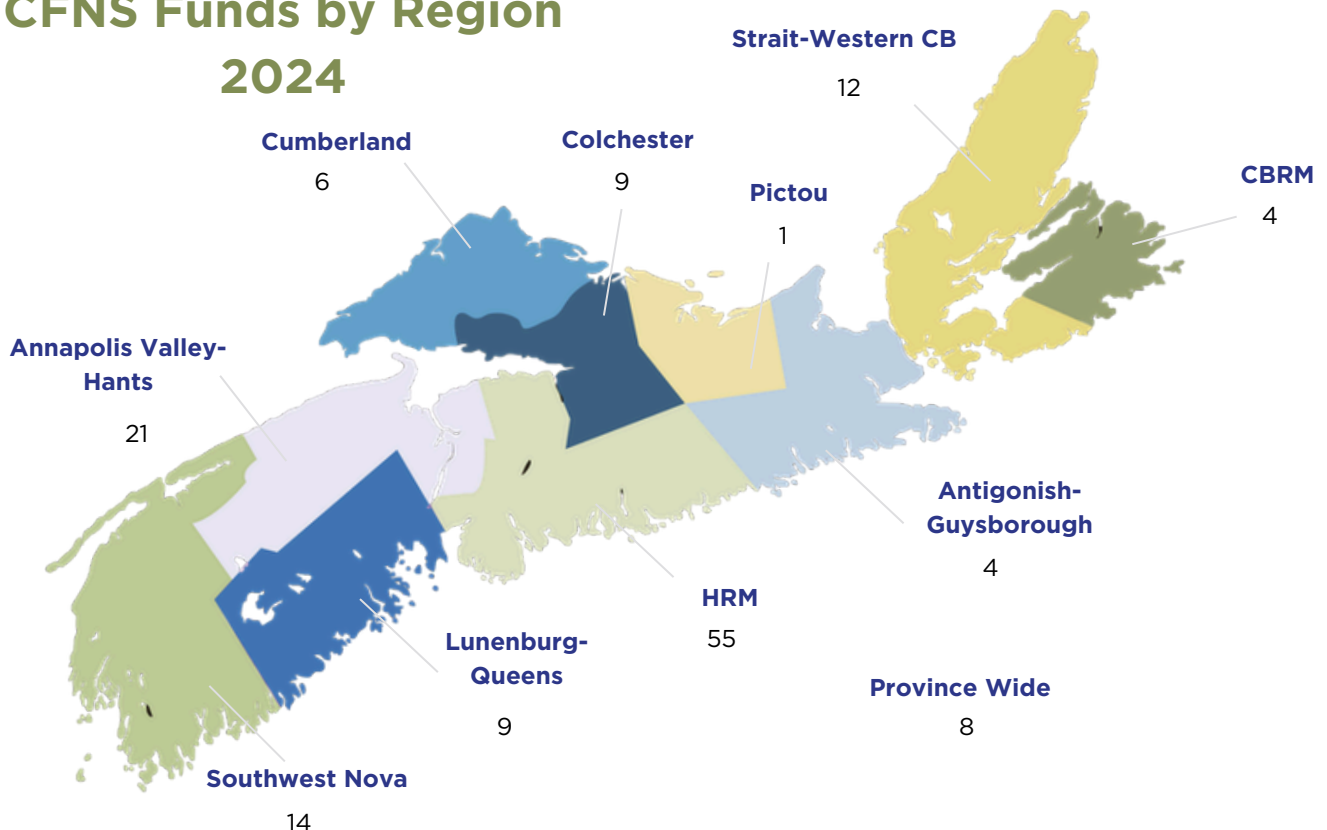 CFNS Funds by Region
2024
Strait-Western CB
12
Cumberland
6
Colchester
9
Pictou
1
CBRM
4
Annapolis Valley-
Hants
21
Antigonish-
Guysborough
4
HRM
55
Lunenburg-
Queens
9
Province Wide
8
Southwest Nova
14